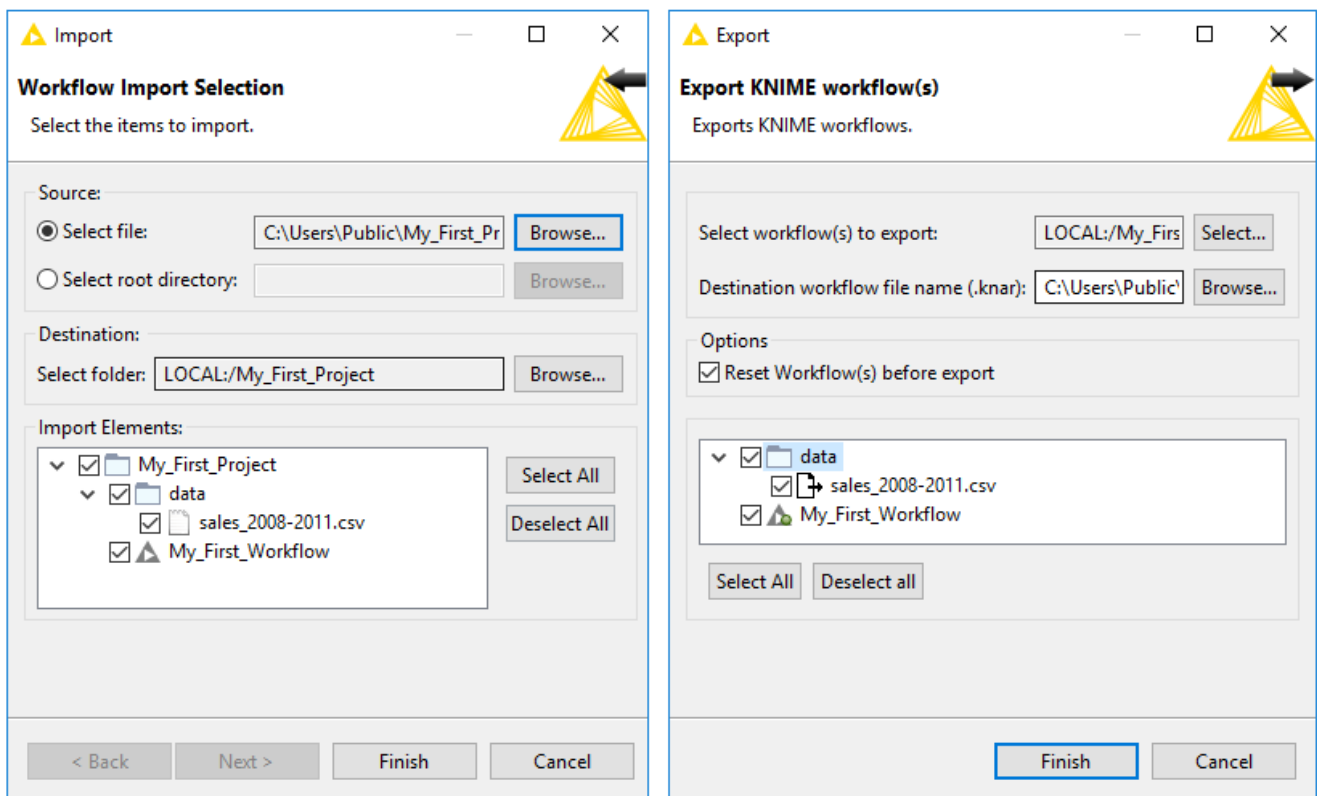 Import
Workflow Import Selection
Select the items to import.
Source:
Select file: C:\Users\Public\My_First_Pr Browse...
Select root directory: Browse...
Destination:
Select folder: LOCAL:/My_First_Project Browse...
Import Elements:
My_First_Project
data
sales_2008-2011.csv
My_First_Workflow
Select All
Deselect All
< Back Next > Finish Cancel
Export
Export KNIME workflow(s)
Exports KNIME workflows.
Select workflow(s) to export: LOCAL:/My_Firs Select...
Destination workflow file name (.knar): C:\Users\Public\ Browse...
Options
Reset Workflow(s) before export
data
sales_2008-2011.csv
My_First_Workflow
Select All Deselect all
Finish Cancel